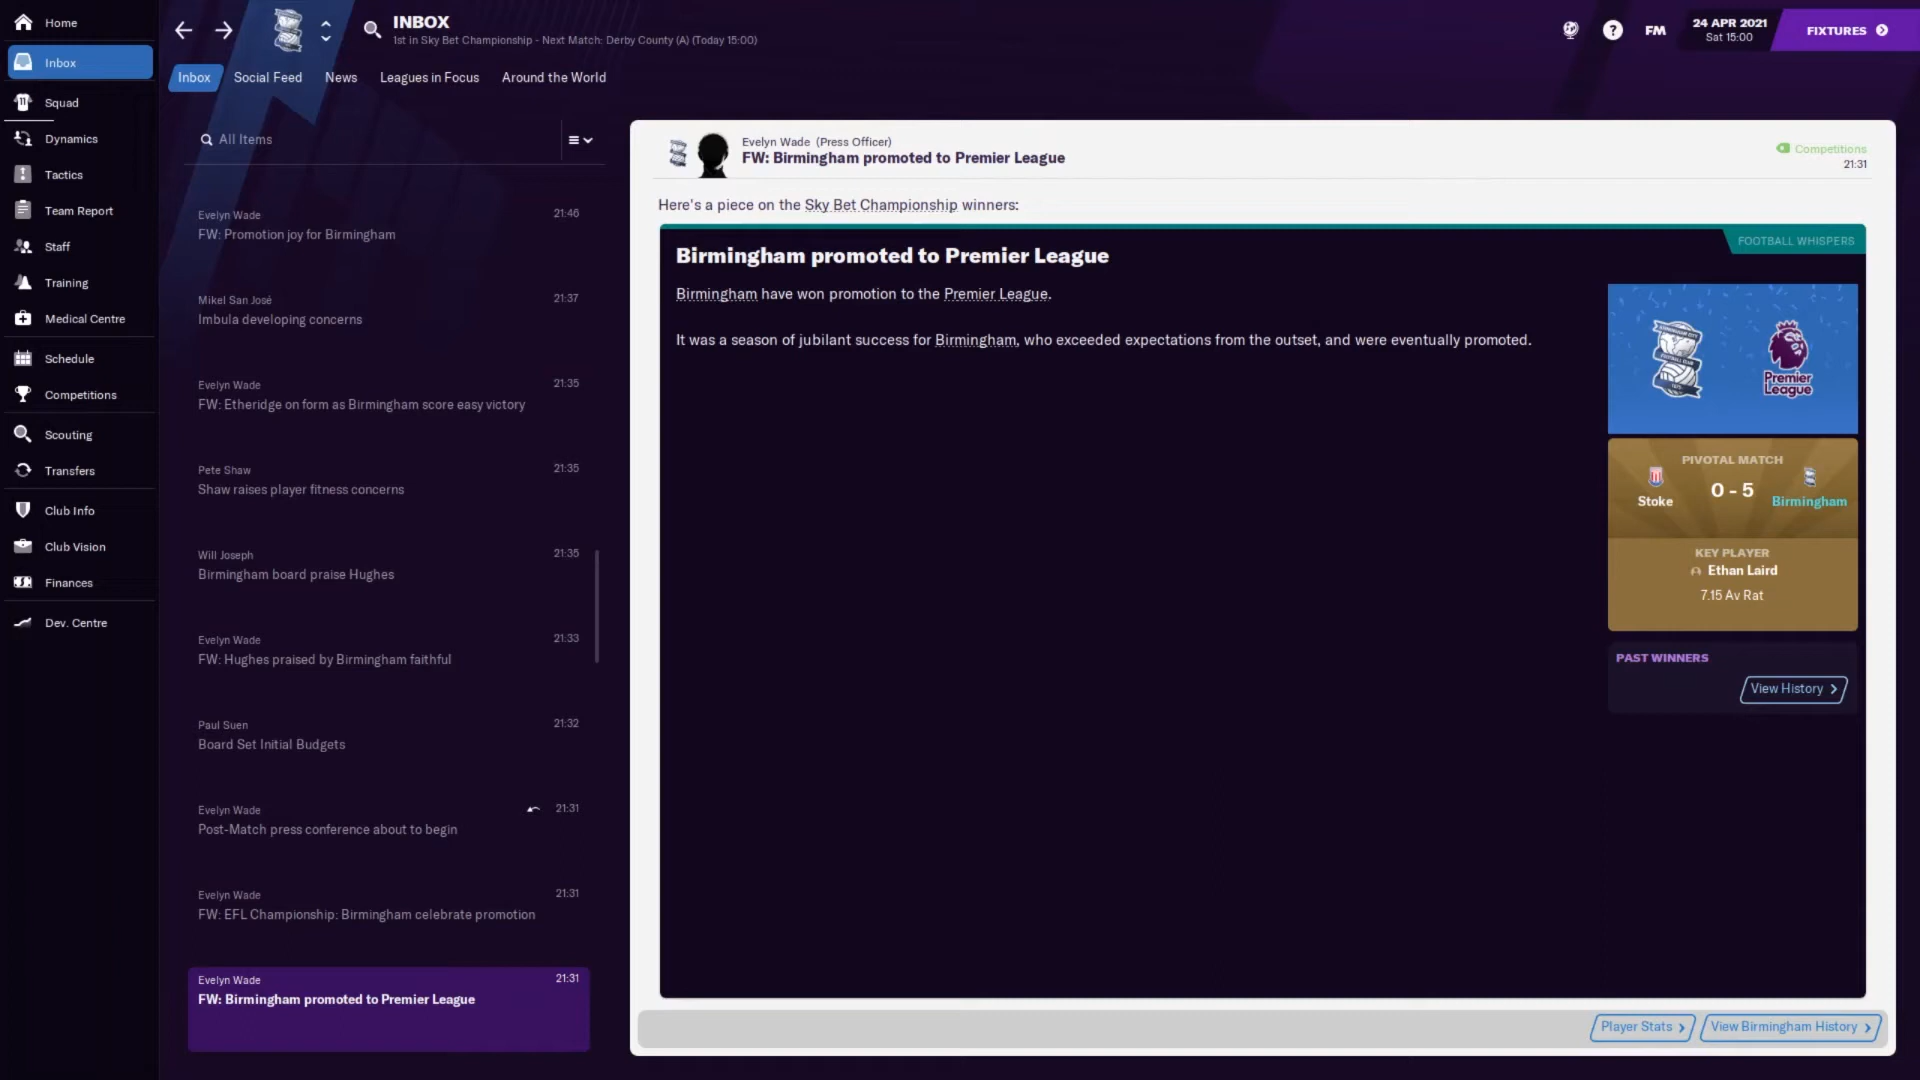 Home
Inbox
Squad
Dynamics
Tactics
Team Report
Staff
Training
Medical Centre
Schedule
Competitions
Scouting
Transfers
Club Info
Club Vision
Finances
Dev. Centre
INBOX
1st in Sky Bet Championship - Next Match: Derby County (A) (Today 15:00)
FM
24 APR 2021
Sat 15:00
FIXTURES
Inbox
Social Feed
News
Leagues in Focus
Around the World
All Items
Evelyn Wade 21:46
FW: Promotion joy for Birmingham
Mikel San José 21:37
Imbula developing concerns
Evelyn Wade 21:35
FW: Etheridge on form as Birmingham score easy victory
Pete Shaw 21:35
Shaw raises player fitness concerns
Will Joseph 21:35
Birmingham board praise Hughes
Evelyn Wade 21:33
FW: Hughes praised by Birmingham faithful
Paul Suen 21:32
Board Set Initial Budgets
Evelyn Wade 21:31
Post-Match press conference about to begin
Evelyn Wade 21:31
FW: EFL Championship: Birmingham celebrate promotion
Evelyn Wade 21:31
FW: Birmingham promoted to Premier League
Evelyn Wade (Press Officer)
FW: Birmingham promoted to Premier League
Competitions
21:31
Here's a piece on the Sky Bet Championship winners:
FOOTBALL WHISPERS
Birmingham promoted to Premier League
Birmingham have won promotion to the Premier League.
It was a season of jubilant success for Birmingham, who exceeded expectations from the outset, and were eventually promoted.
Premier
League
PIVOTAL MATCH
Stoke 0 - 5 Birmingham
KEY PLAYER
Ethan Laird
7.15 Av Rat
PAST WINNERS
View History
Player Stats
View Birmingham History